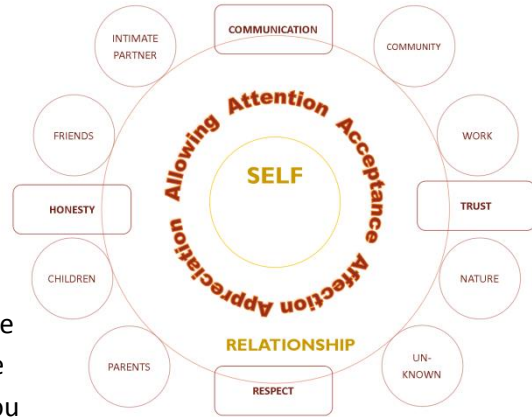 COMMUNICATION
INTIMATE
PARTNER
COMMUNITY
Allowing Attention Acceptance Affection Appreciation
FRIENDS
WORK
SELF
HONESTY
TRUST
CHILDREN
NATURE
RELATIONSHIP
PARENTS
UN-
KNOWN
RESPECT
e
e
ou